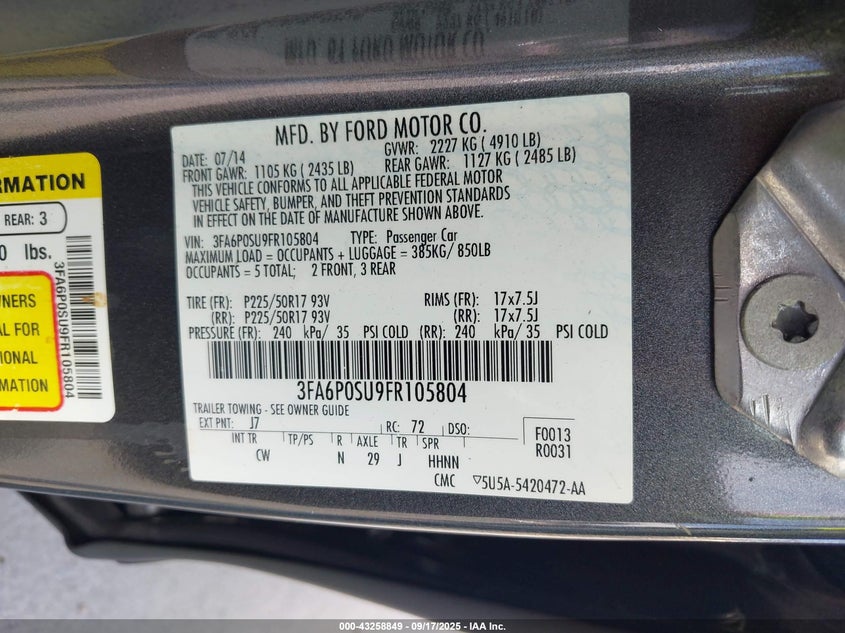 MFD. BY FORD MOTOR CO.
DATE: 07/14 GVWR: 2227 KG ( 4910 LB)
FRONT GAWR: 1105 KG ( 2435 LB) REAR GAWR: 1127 KG ( 2485 LB)
THIS VEHICLE CONFORMS TO ALL APPLICABLE FEDERAL MOTOR
VEHICLE SAFETY, BUMPER, AND THEFT PREVENTION STANDARDS
IN EFFECT ON THE DATE OF MANUFACTURE SHOWN ABOVE.
VIN: 3FA6P0SU9FR105804 TYPE: Passenger Car
MAXIMUM LOAD = OCCUPANTS + LUGGAGE = 385KG/ 850LB
OCCUPANTS = 5 TOTAL; 2 FRONT, 3 REAR
TIRE (FR): P225/50R17 93V RIMS (FR): 17x7.5J
(RR): P225/50R17 93V (RR): 17x7.5J
PRESSURE (FR): 240 kPa/ 35 PSI COLD (RR): 240 kPa/ 35 PSI COLD
3FA6P0SU9FR105804
TRAILER TOWING - SEE OWNER GUIDE
EXT PNT: J7 RC: 72 DSO:
INT TR TP/PS R AXLE TR SPR
CW N 29 J HHNN
F0013
R0031
CMC 5U5A-5420472-AA
RMATION
REAR: 3
0 lbs.
WNERS
AL FOR
IONAL
RMATION
3FA6P0SU9FR105804
000-43258849 - 09/17/2025 - IAA, Inc.